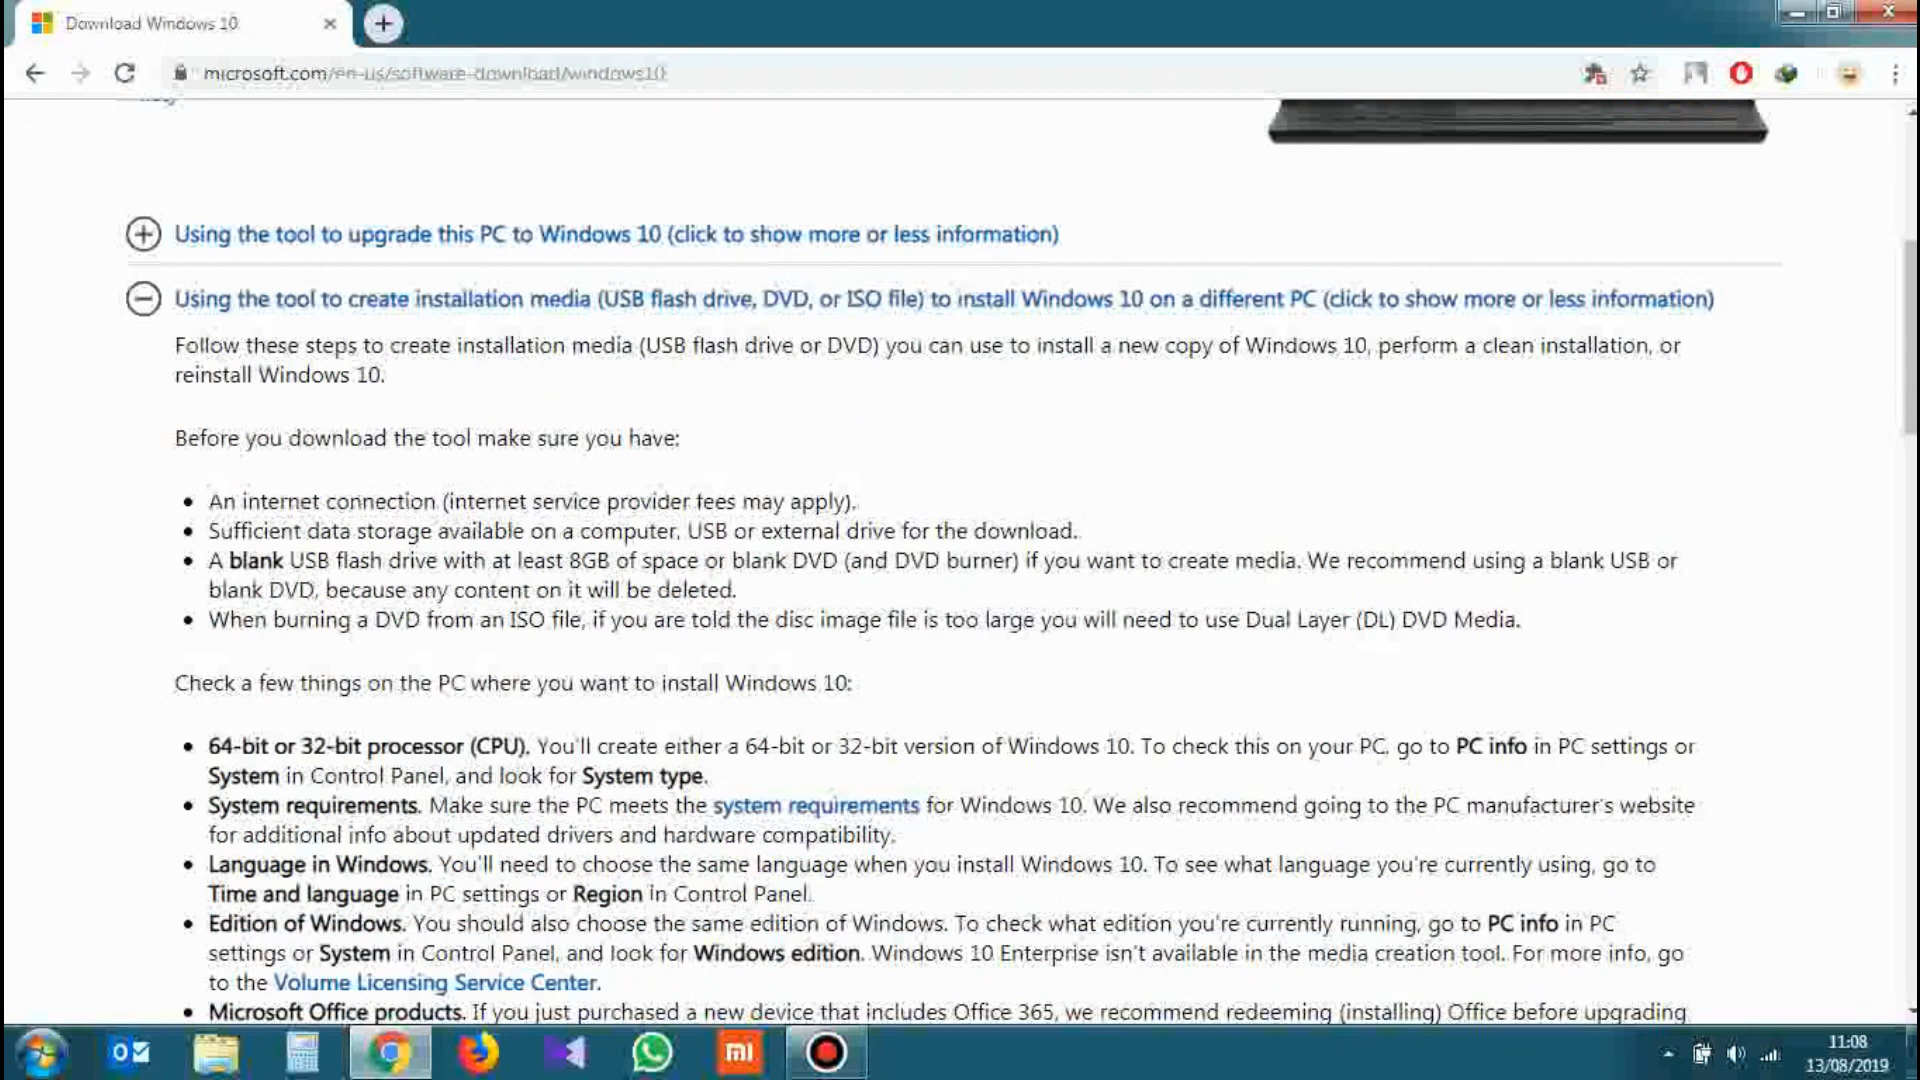 Download Windows 10
microsoft.com/en-us/software-download/windows10
Using the tool to upgrade this PC to Windows 10 (click to show more or less information)
Using the tool to create installation media (USB flash drive, DVD, or ISO file) to install Windows 10 on a different PC (click to show more or less information)
Follow these steps to create installation media (USB flash drive or DVD) you can use to install a new copy of Windows 10, perform a clean installation, or
reinstall Windows 10.
Before you download the tool make sure you have:
An internet connection (internet service provider fees may apply).
Sufficient data storage available on a computer, USB or external drive for the download.
A blank USB flash drive with at least 8GB of space or blank DVD (and DVD burner) if you want to create media. We recommend using a blank USB or
blank DVD, because any content on it will be deleted.
When burning a DVD from an ISO file, if you are told the disc image file is too large you will need to use Dual Layer (DL) DVD Media.
Check a few things on the PC where you want to install Windows 10:
64-bit or 32-bit processor (CPU). You'll create either a 64-bit or 32-bit version of Windows 10. To check this on your PC, go to PC info in PC settings or
System in Control Panel, and look for System type.
System requirements. Make sure the PC meets the system requirements for Windows 10. We also recommend going to the PC manufacturer's website
for additional info about updated drivers and hardware compatibility.
Language in Windows. You'll need to choose the same language when you install Windows 10. To see what language you're currently using, go to
Time and language in PC settings or Region in Control Panel.
Edition of Windows. You should also choose the same edition of Windows. To check what edition you're currently running, go to PC info in PC
settings or System in Control Panel, and look for Windows edition. Windows 10 Enterprise isn't available in the media creation tool. For more info, go
to the Volume Licensing Service Center.
Microsoft Office products. If you just purchased a new device that includes Office 365, we recommend redeeming (installing) Office before upgrading
mi
11:08
13/08/2019